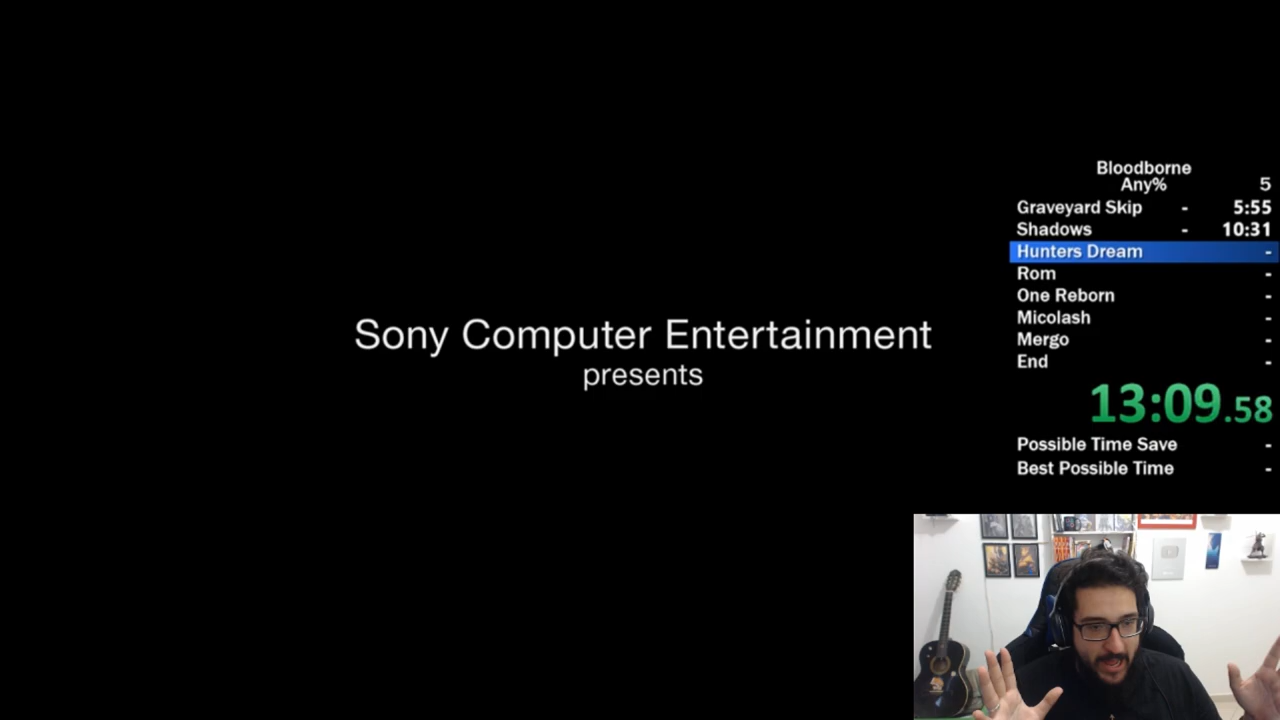 Sony Computer Entertainment
presents
Bloodborne
Any% 5
Graveyard Skip - 5:55
Shadows - 10:31
Hunters Dream -
Rom -
One Reborn -
Micolash -
Mergo -
End -
13:09.58
Possible Time Save -
Best Possible Time -